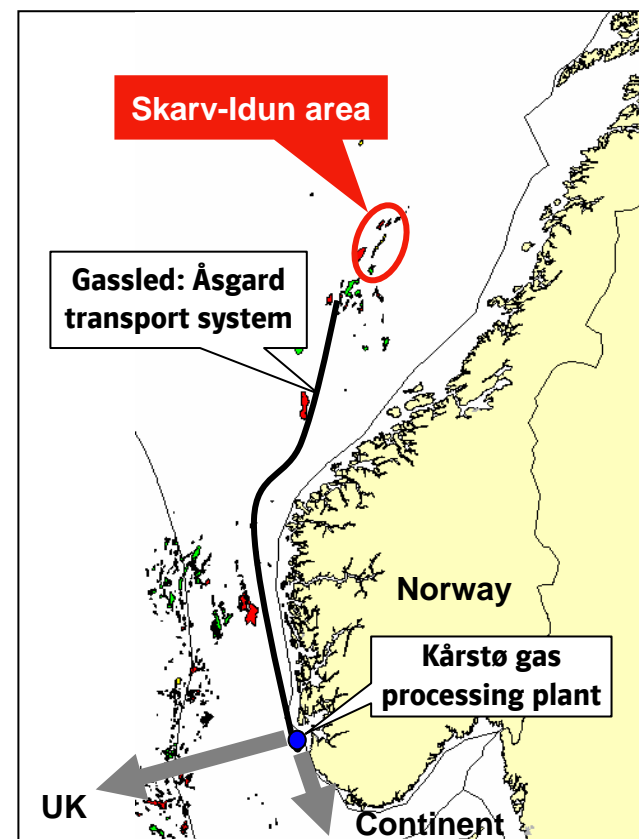 Skarv-Idun area
Gassled: Åsgard
transport system
Norway
Kårstø gas
processing plant
UK
Continent